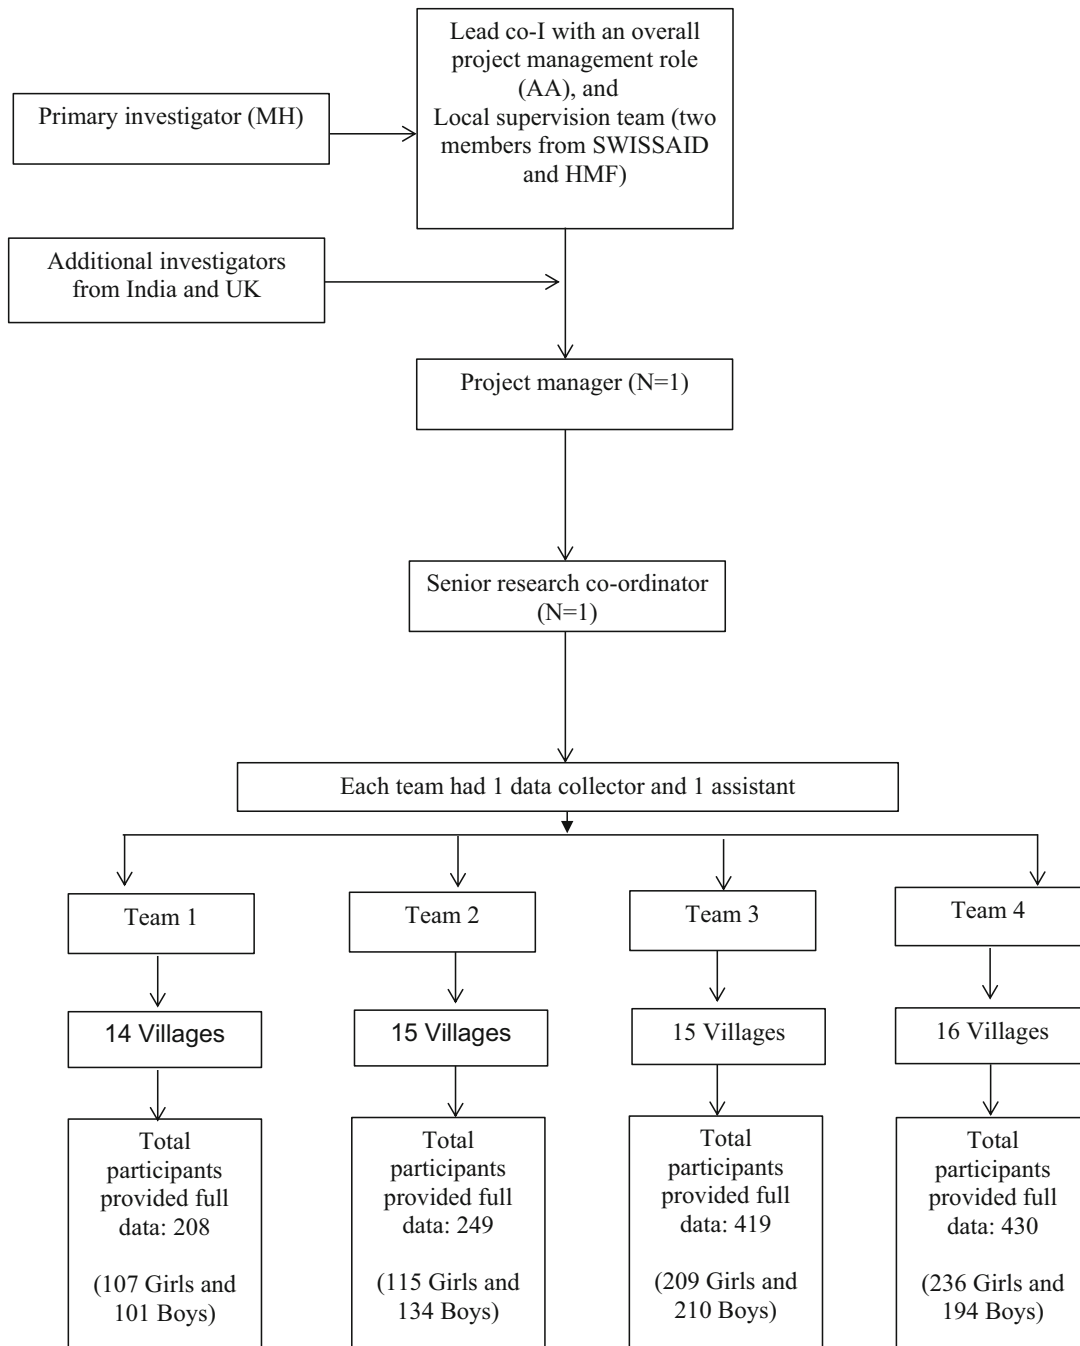 Lead co-I with an overall
project management role
(AA), and
Local supervision team (two
members from SWISSAID
and HMF)
Primary investigator (MH)
Additional investigators
from India and UK
Project manager (N=1)
Senior research co-ordinator
(N=1)
Each team had 1 data collector and 1 assistant
Team 1
Team 2
Team 3
Team 4
14 Villages
15 Villages
15 Villages
16 Villages
Total
participants
provided full
data: 208
(107 Girls and
101 Boys)
Total
participants
provided full
data: 249
(115 Girls and
134 Boys)
Total
participants
provided full
data: 419
(209 Girls and
210 Boys)
Total
participants
provided full
data: 430
(236 Girls and
194 Boys)